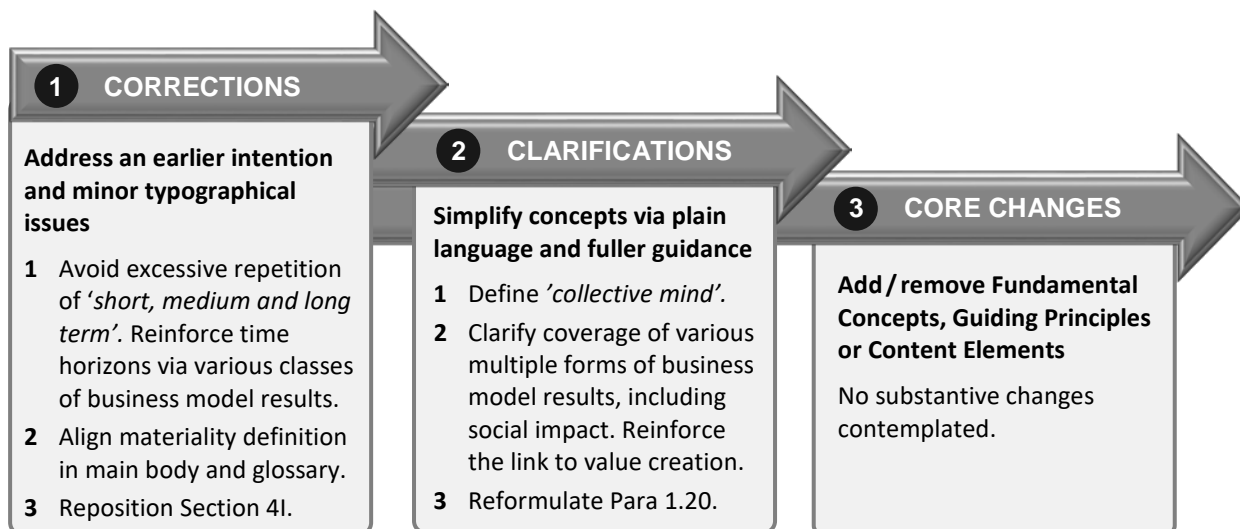 1 CORRECTIONS
Address an earlier intention
and minor typographical
issues
1 Avoid excessive repetition
of ‘short, medium and long
term’. Reinforce time
horizons via various classes
of business model results.
2 Align materiality definition
in main body and glossary.
3 Reposition Section 4I.
2 CLARIFICATIONS
Simplify concepts via plain
language and fuller guidance
1 Define ’collective mind’.
2 Clarify coverage of various
multiple forms of business
model results, including
social impact. Reinforce
the link to value creation.
3 Reformulate Para 1.20.
3 CORE CHANGES
Add / remove Fundamental
Concepts, Guiding Principles
or Content Elements
No substantive changes
contemplated.